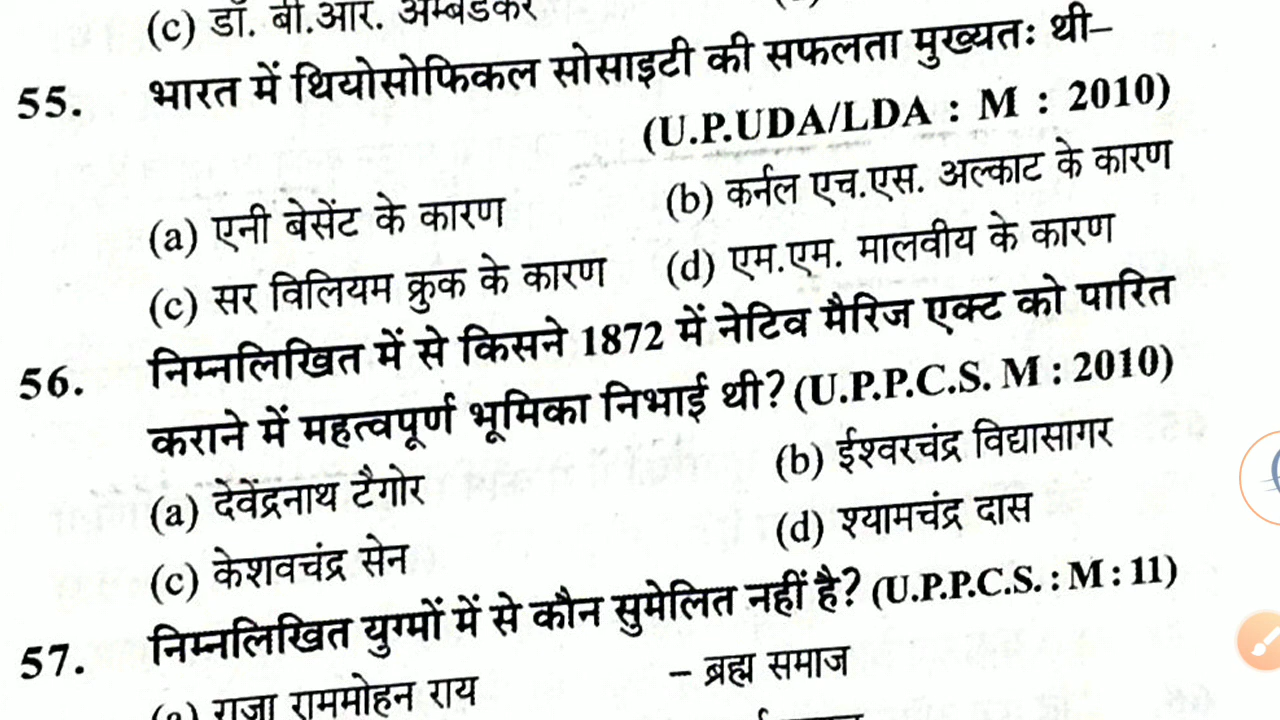 (c) डॉ. बी.आर. अम्बेडकर
55. भारत में थियोसोफिकल सोसाइटी की सफलता मुख्यतः थी–
(U.P.UDA/LDA : M : 2010)
(a) एनी बेसेंट के कारण (b) कर्नल एच.एस. अल्काट के कारण
(c) सर विलियम क्रुक के कारण (d) एम.एम. मालवीय के कारण
56. निम्नलिखित में से किसने 1872 में नेटिव मैरिज एक्ट को पारित
कराने में महत्वपूर्ण भूमिका निभाई थी? (U.P.P.C.S. M : 2010)
(a) देवेंद्रनाथ टैगोर (b) ईश्वरचंद्र विद्यासागर
(c) केशवचंद्र सेन (d) श्यामचंद्र दास
57. निम्नलिखित युग्मों में से कौन सुमेलित नहीं है? (U.P.P.C.S. : M : 11)
(a) राजा राममोहन राय – ब्रह्म समाज